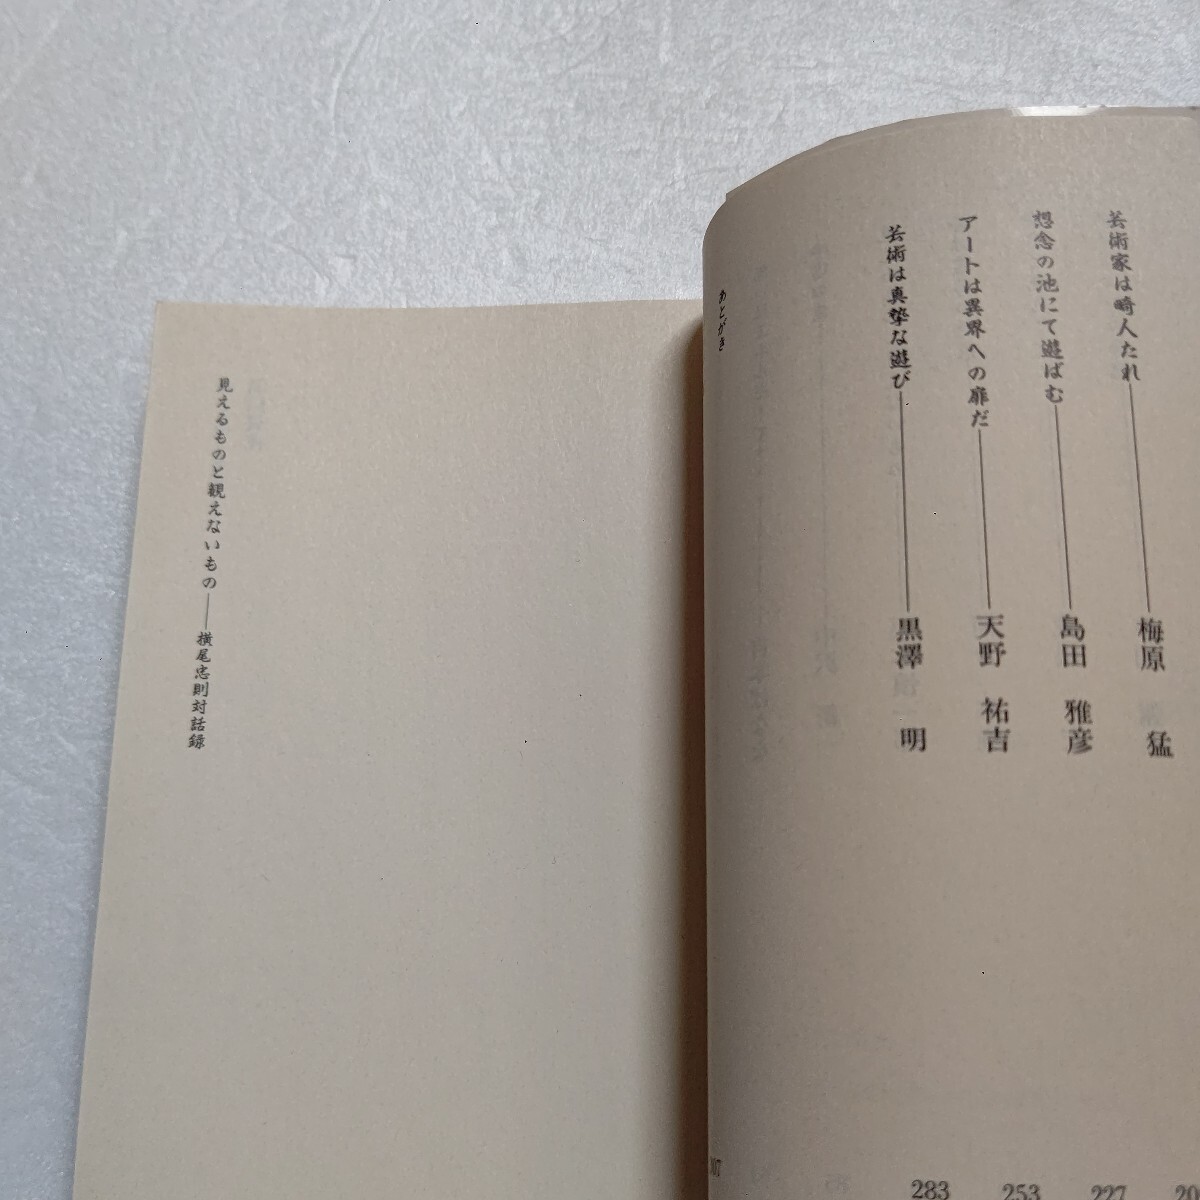 芸術家は畸人たれ――梅原 猛
想念の池にて遊ばむ――島田 雅彦 227
アートは異界への扉だ――天野 祐吉 253
芸術は真摯な遊び――黒澤 明 283
あとがき
見えるものと観えないもの――横尾忠則対話録